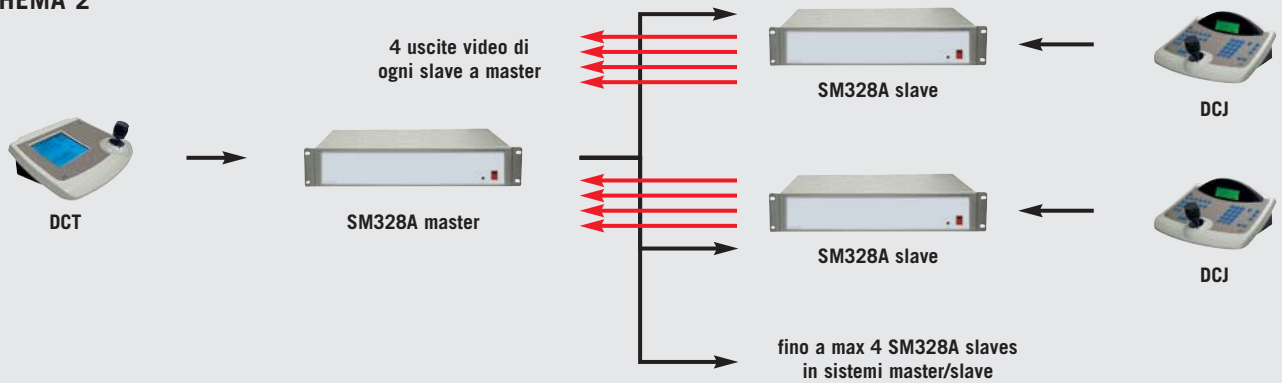 HEMA 2
4 uscite video di
ogni slave a master
SM328A slave
DCJ
DCT
SM328A master
SM328A slave
DCJ
fino a max 4 SM328A slaves
in sistemi master/slave